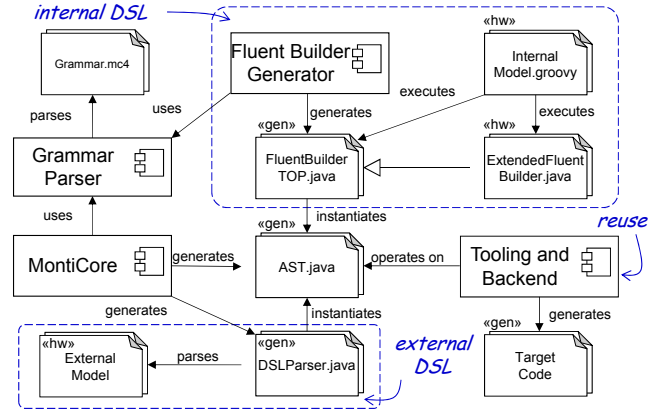 internal DSL
Grammar.mc4
Fluent Builder
Generator
«hw»
Internal
Model.groovy
parses
uses
generates
executes
executes
Grammar
Parser
«gen»
FluentBuilder
TOP.java
«hw»
ExtendedFluent
Builder.java
uses
instantiates
reuse
MontiCore
generates
«gen»
AST.java
operates on
Tooling and
Backend
generates
instantiates
generates
«hw»
External
Model
parses
«gen»
DSLParser.java
external
DSL
«gen»
Target
Code